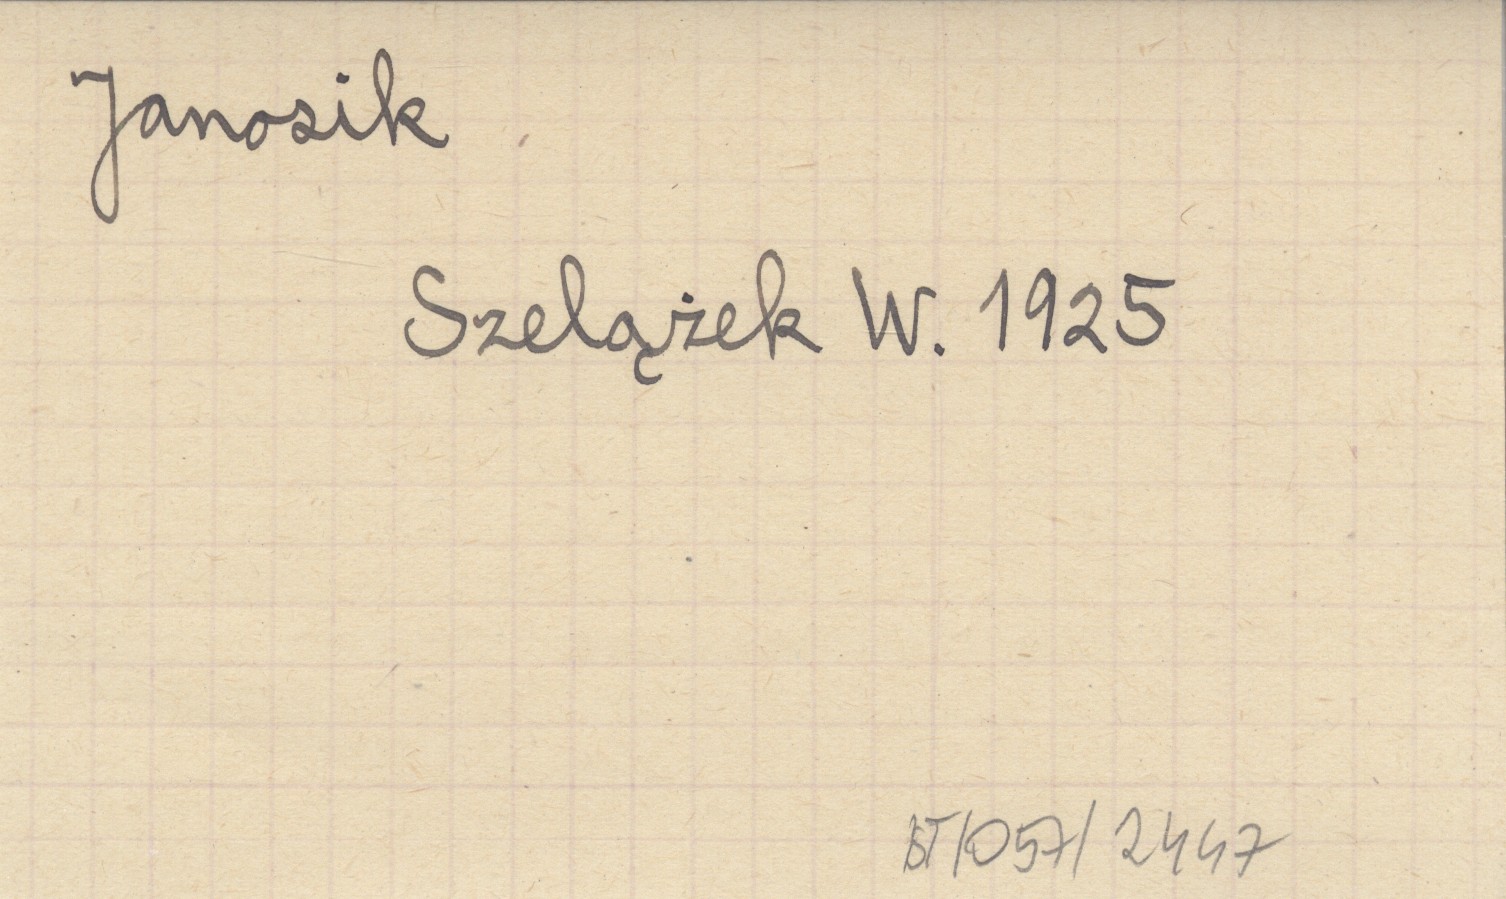 Janosik
Szelążek W. 1925
BT/057/2447